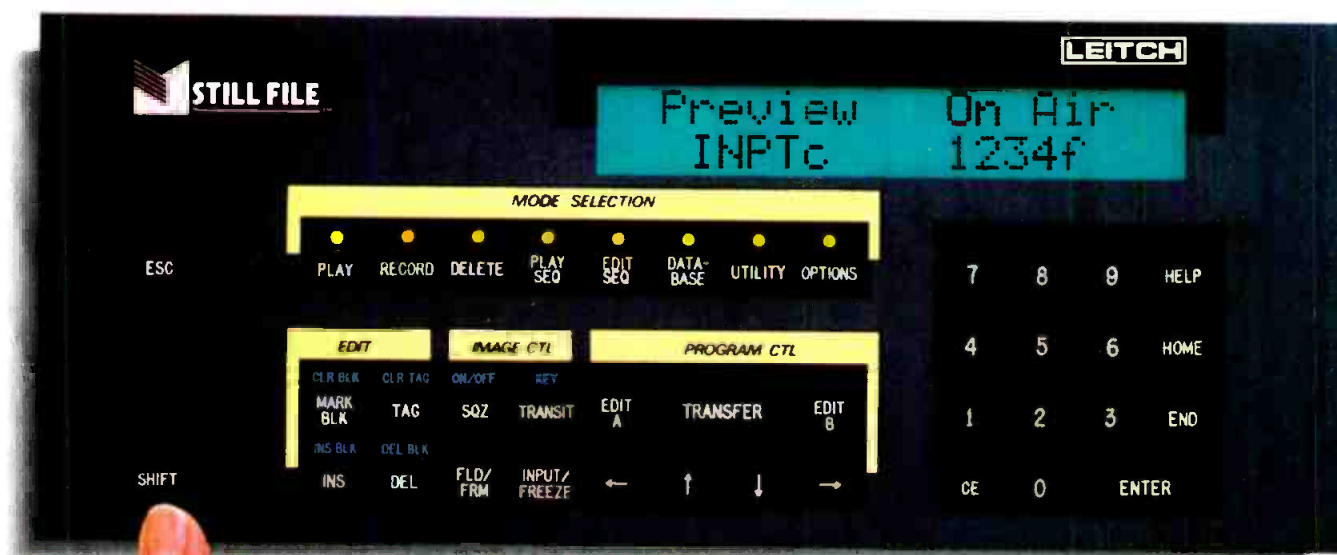 LEITCH
STILL FILE
Preview On Air
INPTc 1234f
MODE SELECTION
ESC
PLAY RECORD DELETE PLAY SEQ EDIT SEQ DATA-BASE UTILITY OPTIONS
7 8 9 HELP
EDIT IMAGE CTL PROGRAM CTL
4 5 6 HOME
CLR BLK CLR TAG ON/OFF KEY
MARK BLK TAG SQZ TRANSIT EDIT A TRANSFER EDIT B
1 2 3 END
INS BLK DEL BLK
SHIFT INS DEL FLD/FRM INPUT/FREEZE ← ↑ ↓ →
CE 0 ENTER